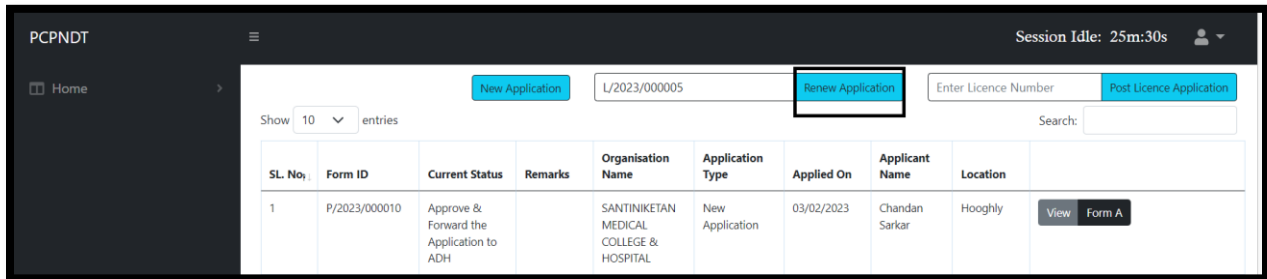 PCPNDT
Session Idle: 25m:30s
Home
New Application
L/2023/000005
Renew Application
Enter Licence Number
Post Licence Application
Show 10 entries
Search:
SL. No. Form ID Current Status Remarks Organisation Name Application Type Applied On Applicant Name Location
1 P/2023/000010 Approve & Forward the Application to ADH SANTINIKETAN MEDICAL COLLEGE & HOSPITAL New Application 03/02/2023 Chandan Sarkar Hooghly View Form A